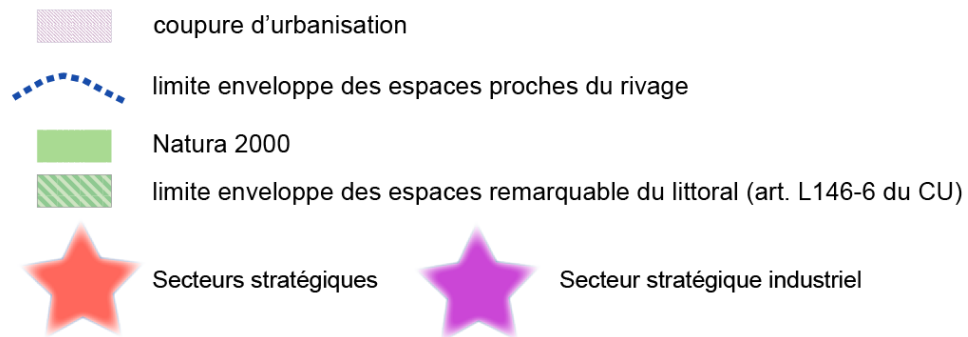 coupure d'urbanisation
limite enveloppe des espaces proches du rivage
Natura 2000
limite enveloppe des espaces remarquable du littoral (art. L146-6 du CU)
Secteurs stratégiques
Secteur stratégique industriel